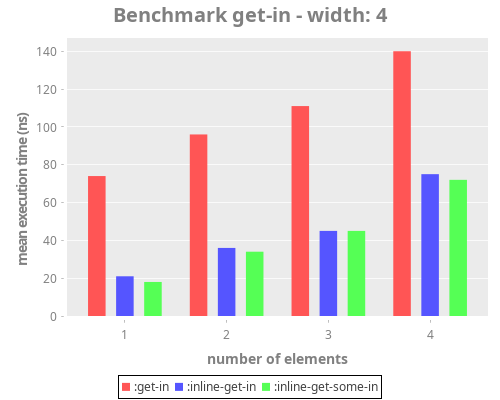 Benchmark get-in - width: 4
140
120
100
80
60
40
20
0
mean execution time (ns)
1 2 3 4
number of elements
:get-in :inline-get-in :inline-get-some-in